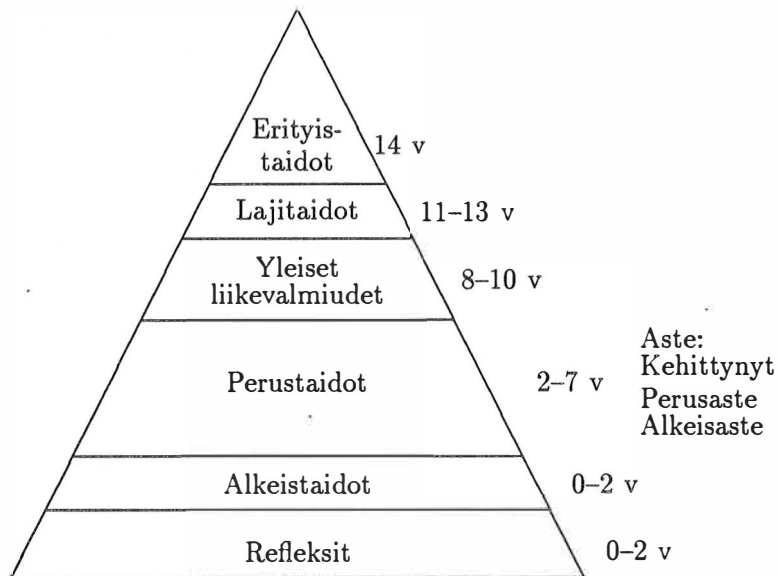 Erityis-
taidot
14 v
Lajitaidot
11–13 v
Yleiset
liikevalmiudet
8–10 v
Perustaidot
2–7 v
Aste:
Kehittynyt
Perusaste
Alkeisaste
Alkeistaidot
0–2 v
Refleksit
0–2 v